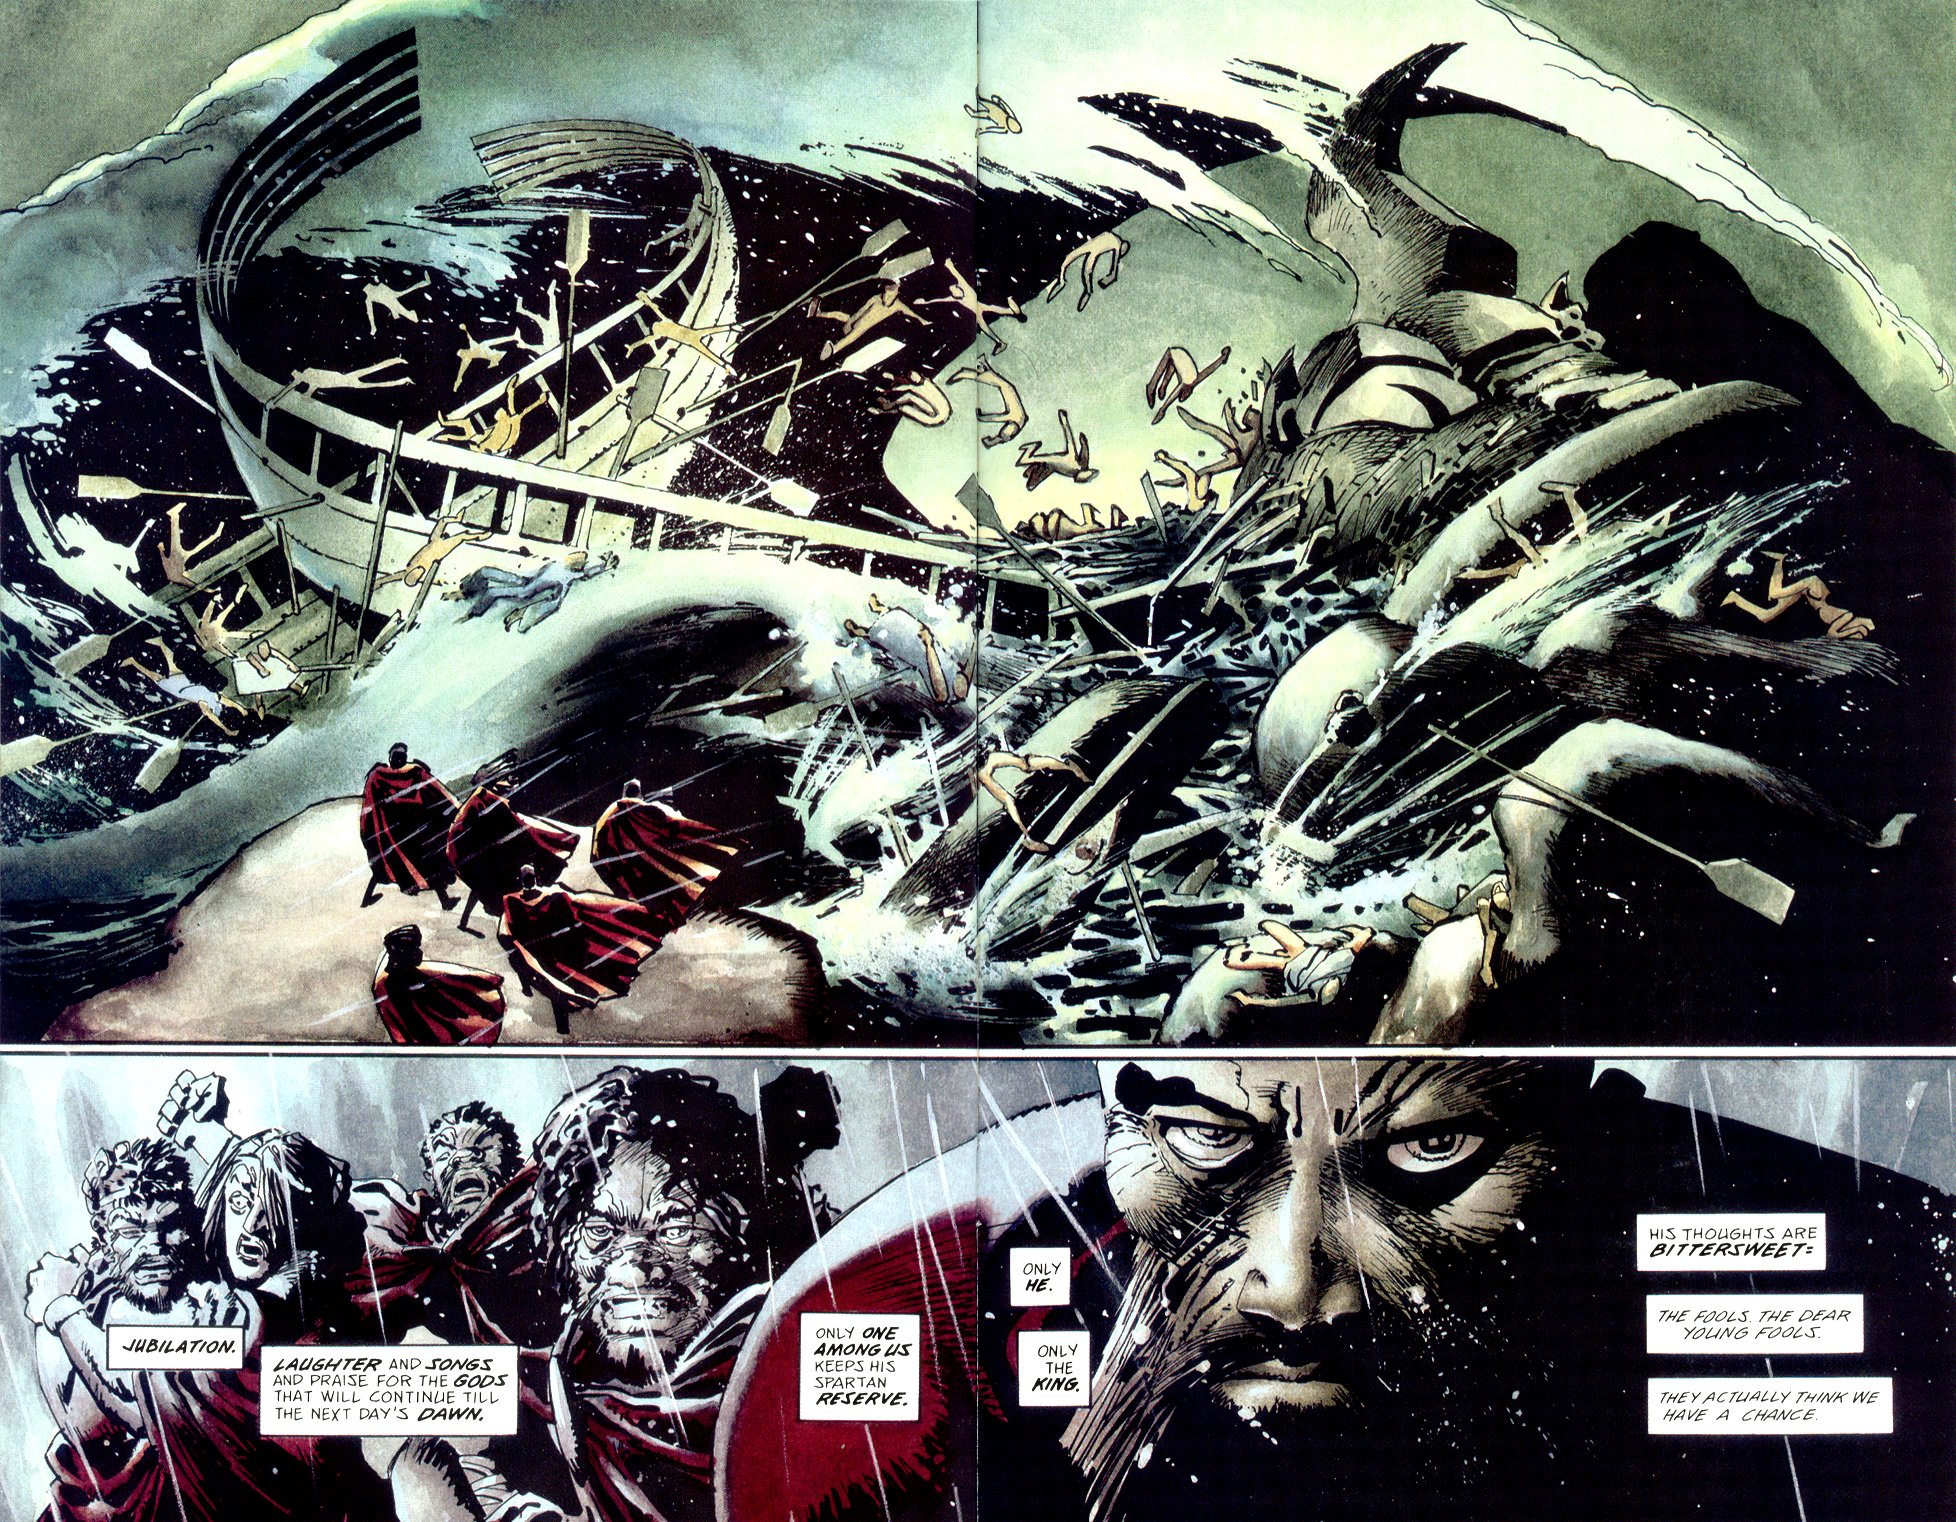 JUBILATION.
LAUGHTER AND SONGS
AND PRAISE FOR THE GODS
THAT WILL CONTINUE TILL
THE NEXT DAY'S DAWN.
ONLY ONE
AMONG US
KEEPS HIS
SPARTAN
RESERVE.
ONLY
HE.
ONLY
THE
KING.
HIS THOUGHTS ARE
BITTERSWEET:
THE FOOLS. THE DEAR
YOUNG FOOLS.
THEY ACTUALLY THINK WE
HAVE A CHANCE.